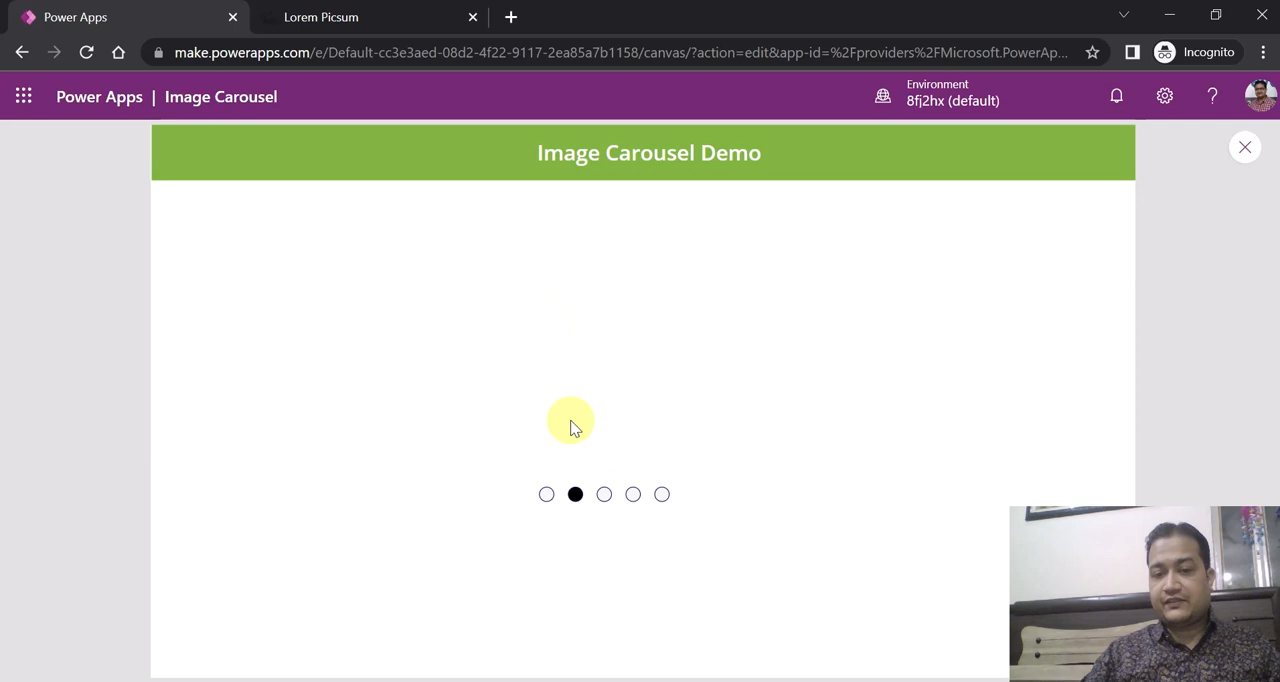 Power Apps
Lorem Picsum
make.powerapps.com/e/Default-cc3e3aed-08d2-4f22-9117-2ea85a7b1158/canvas/?action=edit&app-id=%2Fproviders%2FMicrosoft.PowerAp...
Incognito
Power Apps | Image Carousel
Environment
8fj2hx (default)
Image Carousel Demo